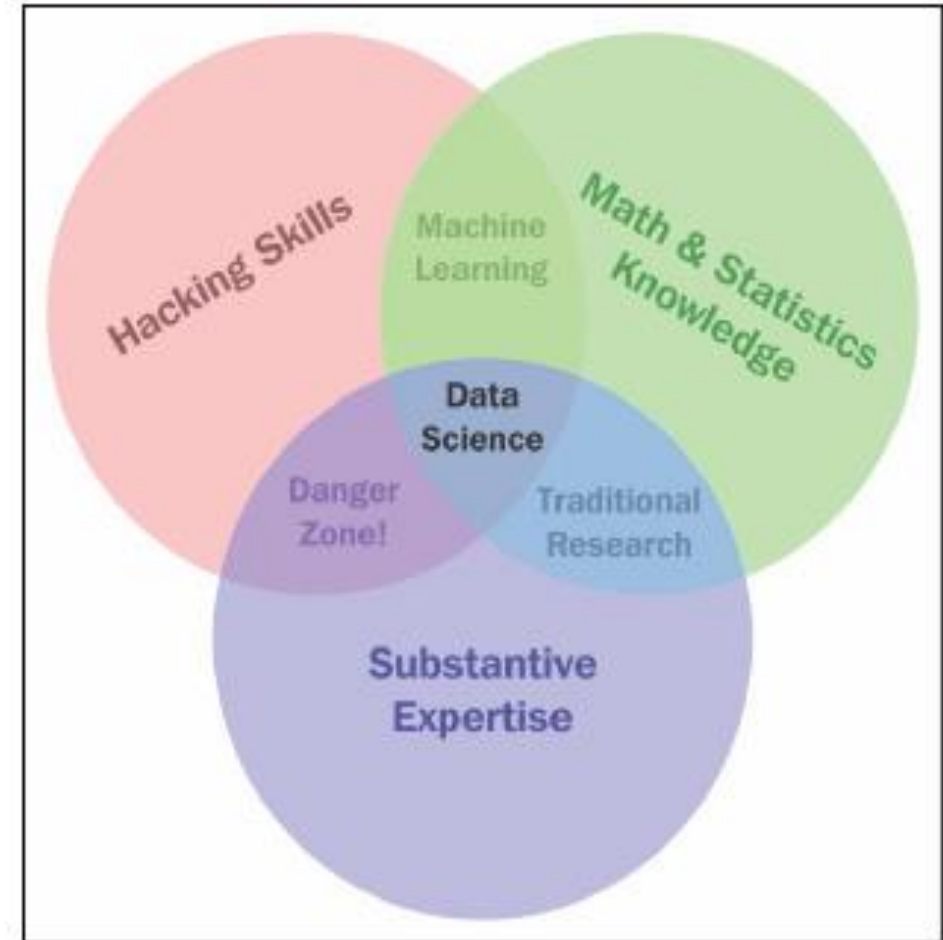 Hacking Skills
Machine
Learning
Math & Statistics
Knowledge
Data
Science
Danger
Zone!
Traditional
Research
Substantive
Expertise